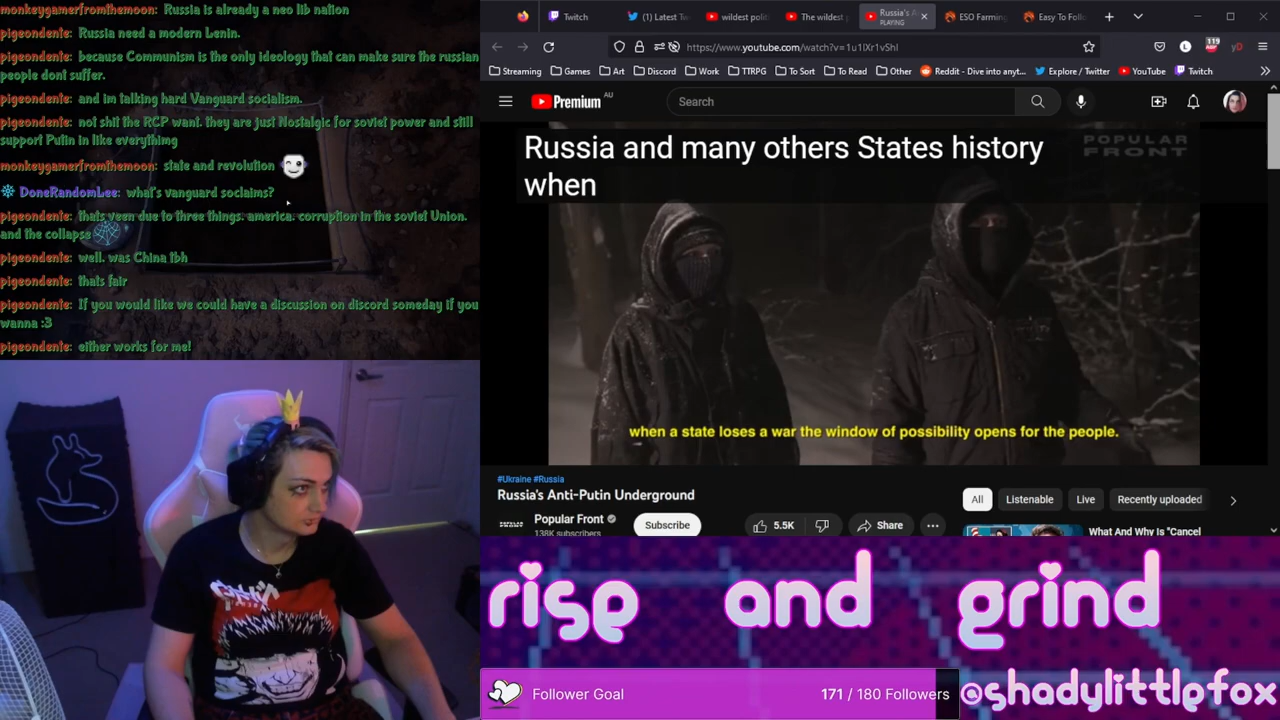 monkeygamerfromthemoon: Russia is already a neo lib nation
pigeondente: Russia need a modern Lenin.
pigeondente: because Communism is the only ideology that can make sure the russian
people dont suffer.
pigeondente: and im talking hard Vanguard socialism.
pigeondente: not shit the RCP want. they are just Nostalgic for soviet power and still
support Putin in like everything
monkeygamerfromthemoon: state and revolution
DoneRandomLee: what's vanguard soclaims?
pigeondente: thats veen due to three things. america. corruption in the soviet Union.
and the collapse
pigeondente: well. was China tbh
pigeondente: thats fair
pigeondente: If you would like we could have a discussion on discord someday if you
wanna :3
pigeondente: either works for me!
Twitch
(1) Latest Tw
wildest polit
The wildest
Russia's A
PLAYING
ESO Farming
Easy To Follo
https://www.youtube.com/watch?v=1u1lXr1vShI
119
Streaming Games Art Discord Work TTRPG To Sort To Read Other Reddit - Dive into anyt... Explore / Twitter YouTube Twitch
Premium AU
Search
POPULAR
FRONT
Russia and many others States history
when
when a state loses a war the window of possibility opens for the people.
#Ukraine #Russia
Russia's Anti-Putin Underground
Popular Front
138K subscribers
Subscribe
5.5K
Share
All Listenable Live Recently uploaded
What And Why Is "Cancel
rise and grind
Follower Goal 171 / 180 Followers
@shadylittlefox